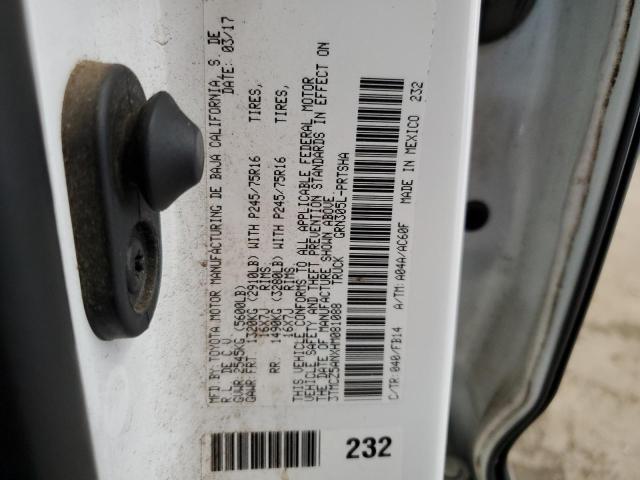 MFD BY: TOYOTA MOTOR MANUFACTURING DE BAJA CALIFORNIA, S. DE
R. L. DE C. V. DATE: 03/17
GVWR: 2545KG (5600LB)
GAWR: FRT. 1320KG (2910LB) WITH P245/75R16 TIRES,
16X7J RIMS,
RR. 1490KG (3280LB) WITH P245/75R16 TIRES,
16X7J RIMS,
THIS VEHICLE CONFORMS TO ALL APPLICABLE FEDERAL MOTOR
VEHICLE SAFETY AND THEFT PREVENTION STANDARDS IN EFFECT ON
THE DATE OF MANUFACTURE SHOWN ABOVE.
3TMCZ5ANXHM081088 TRUCK GRN305L-PRTSHA
C/TR: 040/FB14 A/TM: A04A/AC60F MADE IN MEXICO 232
232